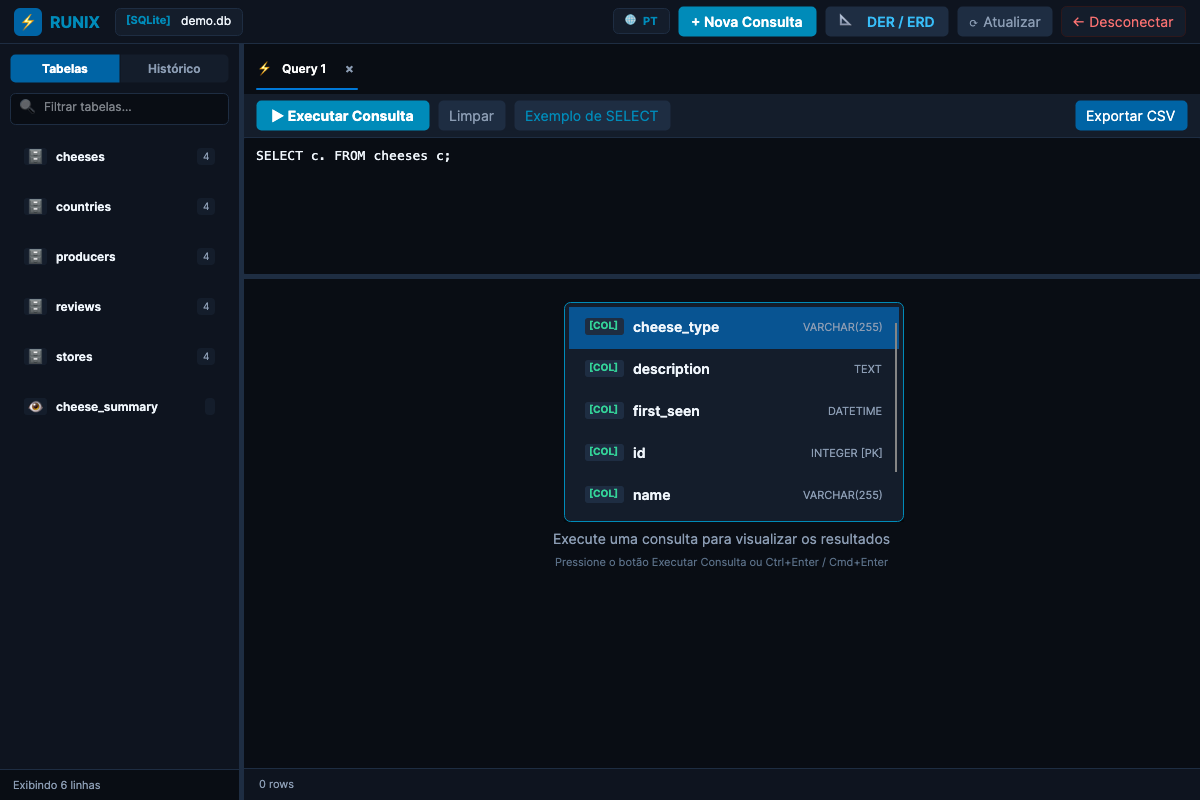 RUNIX [SQLite] demo.db PT + Nova Consulta DER / ERD Atualizar ← Desconectar
Tabelas Histórico
Filtrar tabelas...
cheeses 4
countries 4
producers 4
reviews 4
stores 4
cheese_summary
Exibindo 6 linhas
Query 1 ×
▶ Executar Consulta Limpar Exemplo de SELECT Exportar CSV
SELECT c. FROM cheeses c;
[COL] cheese_type VARCHAR(255)
[COL] description TEXT
[COL] first_seen DATETIME
[COL] id INTEGER [PK]
[COL] name VARCHAR(255)
Execute uma consulta para visualizar os resultados
Pressione o botão Executar Consulta ou Ctrl+Enter / Cmd+Enter
0 rows